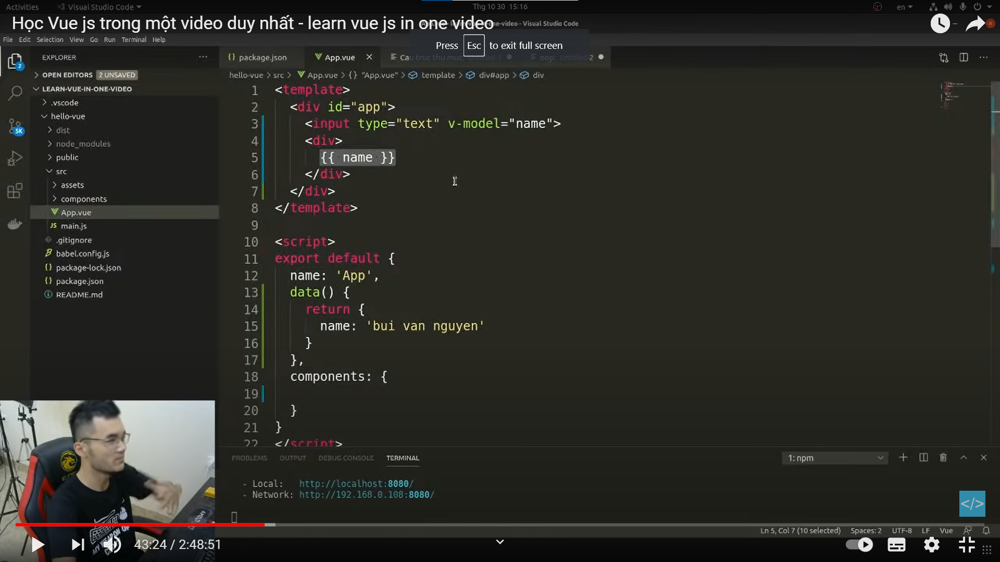 Activities
Visual Studio Code
Thg 10 30 15:16
en
Học Vue js trong một video duy nhất - learn vue js in one video
- Visual Studio Code
File Edit Selection View Go Run Terminal Help
Press Esc to exit full screen
EXPLORER
OPEN EDITORS 2 UNSAVED
LEARN-VUE-IN-ONE-VIDEO
.vscode
hello-vue
dist
node_modules
public
src
assets
components
App.vue
JS main.js
.gitignore
babel.config.js
{} package-lock.json
{} package.json
README.md
2
5K
{} package.json
App.vue
Cau truc thu muc: Untitled-1
oop: Untitled-2
hello-vue > src > App.vue > {} "App.vue" > template > div#app > div
1 <template>
2 <div id="app">
3 <input type="text" v-model="name">
4 <div>
5 {{ name }}
6 </div>
7 </div>
8 </template>
9
10 <script>
11 export default {
12 name: 'App',
13 data() {
14 return {
15 name: 'bui van nguyen'
16 }
17 },
18 components: {
19
20 }
21 }
22 </script>
PROBLEMS OUTPUT DEBUG CONSOLE TERMINAL
1: npm
- Local: http://localhost:8080/
- Network: http://192.168.0.108:8080/
</>
Ln 5, Col 7 (10 selected) Spaces: 2 UTF-8 LF Vue
43:24 / 2:48:51